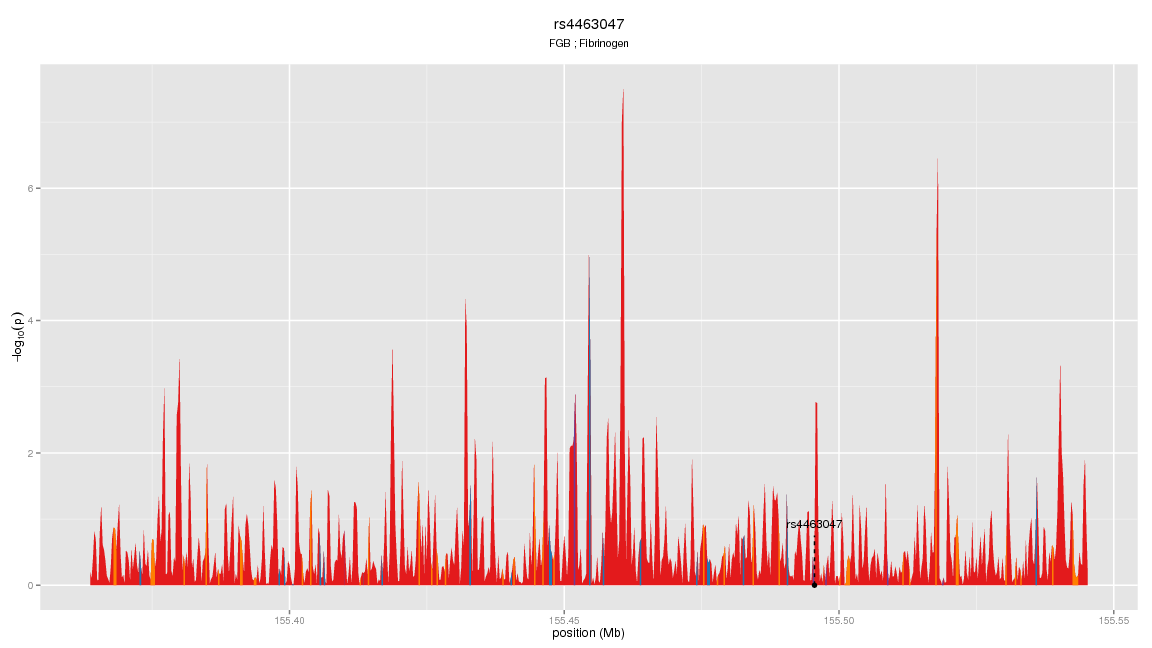 rs4463047
FGB ; Fibrinogen
−log10(p)
6
4
2
0
rs4463047
155.40
155.45
155.50
155.55
position (Mb)